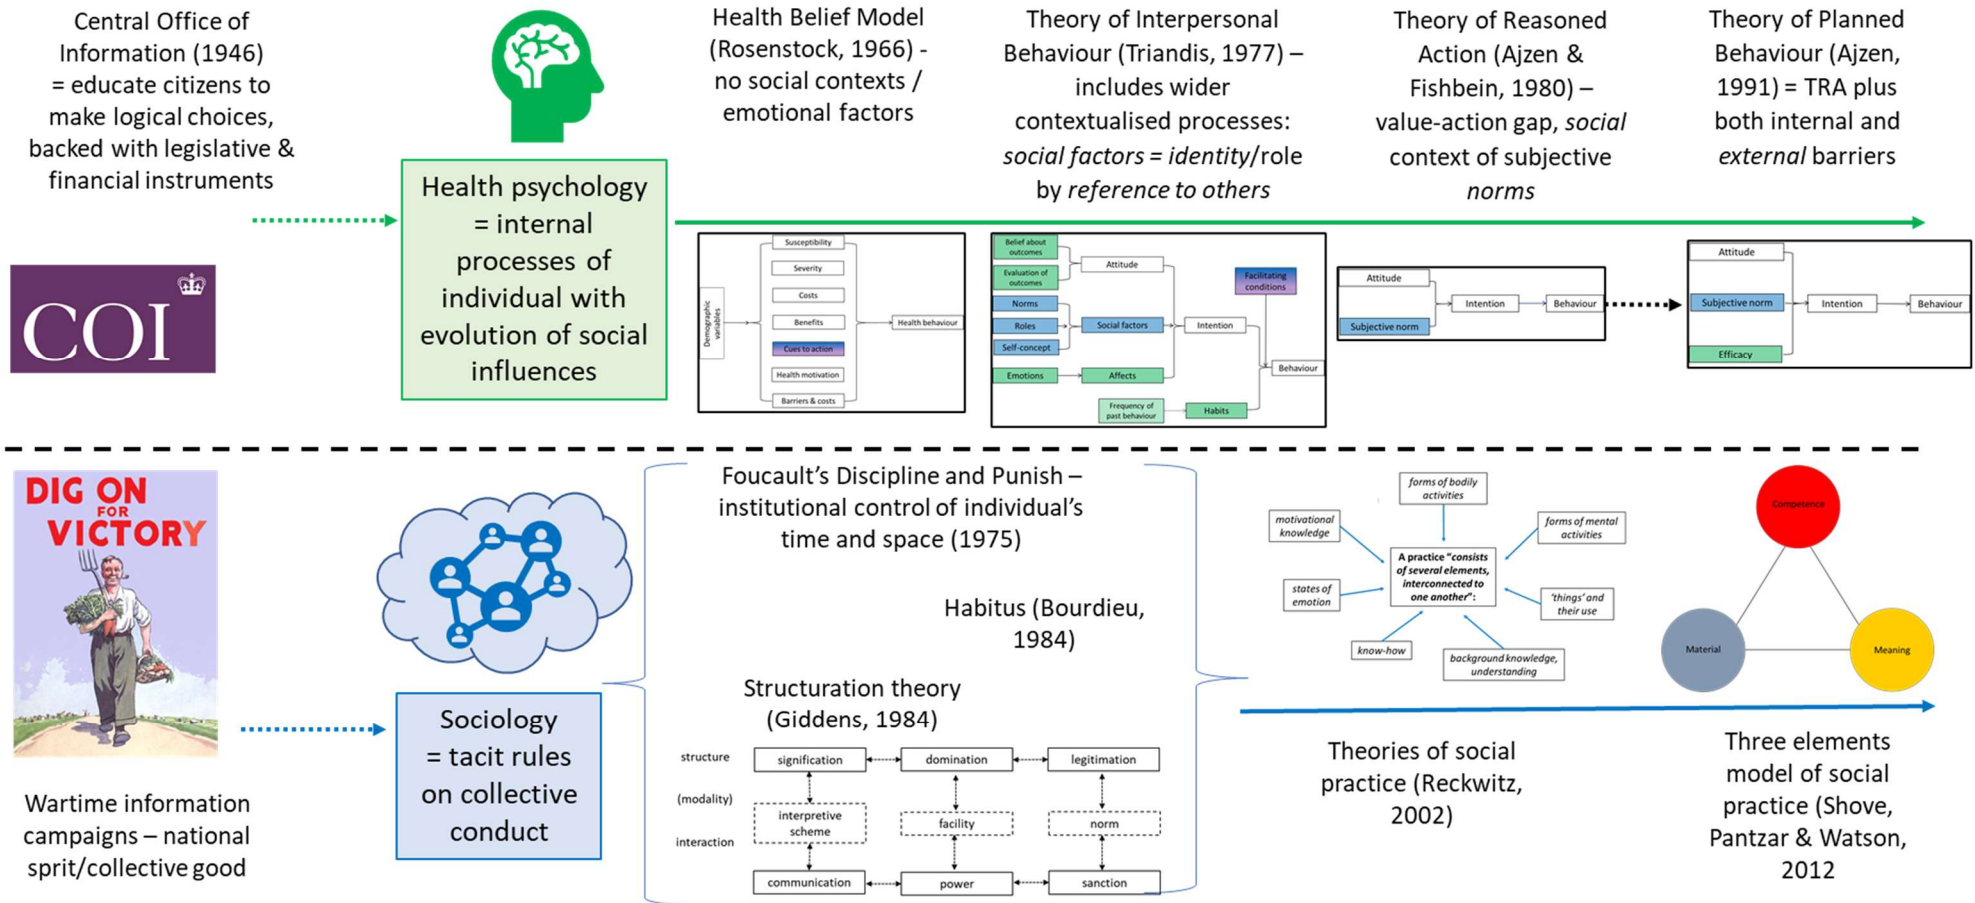 Central Office of
Information (1946)
= educate citizens to
make logical choices,
backed with legislative &
financial instruments
COI
Health psychology
= internal
processes of
individual with
evolution of social
influences
Health Belief Model
(Rosenstock, 1966) -
no social contexts /
emotional factors
Demographic
variables
Susceptibility
Severity
Costs
Benefits
Cues to action
Health motivation
Barriers & costs
Health behaviour
Theory of Interpersonal
Behaviour (Triandis, 1977) –
includes wider
contextualised processes:
social factors = identity/role
by reference to others
Belief about
outcomes
Evaluation of
outcomes
Norms
Roles
Self-concept
Emotions
Attitude
Social factors
Affects
Frequency of
past behaviour
Habits
Intention
Facilitating
conditions
Behaviour
Theory of Reasoned
Action (Ajzen &
Fishbein, 1980) –
value-action gap, social
context of subjective
norms
Attitude
Subjective norm
Intention
Behaviour
Theory of Planned
Behaviour (Ajzen,
1991) = TRA plus
both internal and
external barriers
Attitude
Subjective norm
Efficacy
Intention
Behaviour
DIG ON
FOR
VICTORY
Wartime information
campaigns – national
sprit/collective good
Sociology
= tacit rules
on collective
conduct
Foucault's Discipline and Punish –
institutional control of individual's
time and space (1975)
Habitus (Bourdieu,
1984)
Structuration theory
(Giddens, 1984)
structure
signification
domination
legitimation
(modality)
interpretive
scheme
facility
norm
interaction
communication
power
sanction
forms of bodily
activities
motivational
knowledge
forms of mental
activities
A practice "consists
of several elements,
interconnected to
one another":
states of
emotion
'things' and
their use
know-how
background knowledge,
understanding
Theories of social
practice (Reckwitz,
2002)
Competence
Material
Meaning
Three elements
model of social
practice (Shove,
Pantzar & Watson,
2012